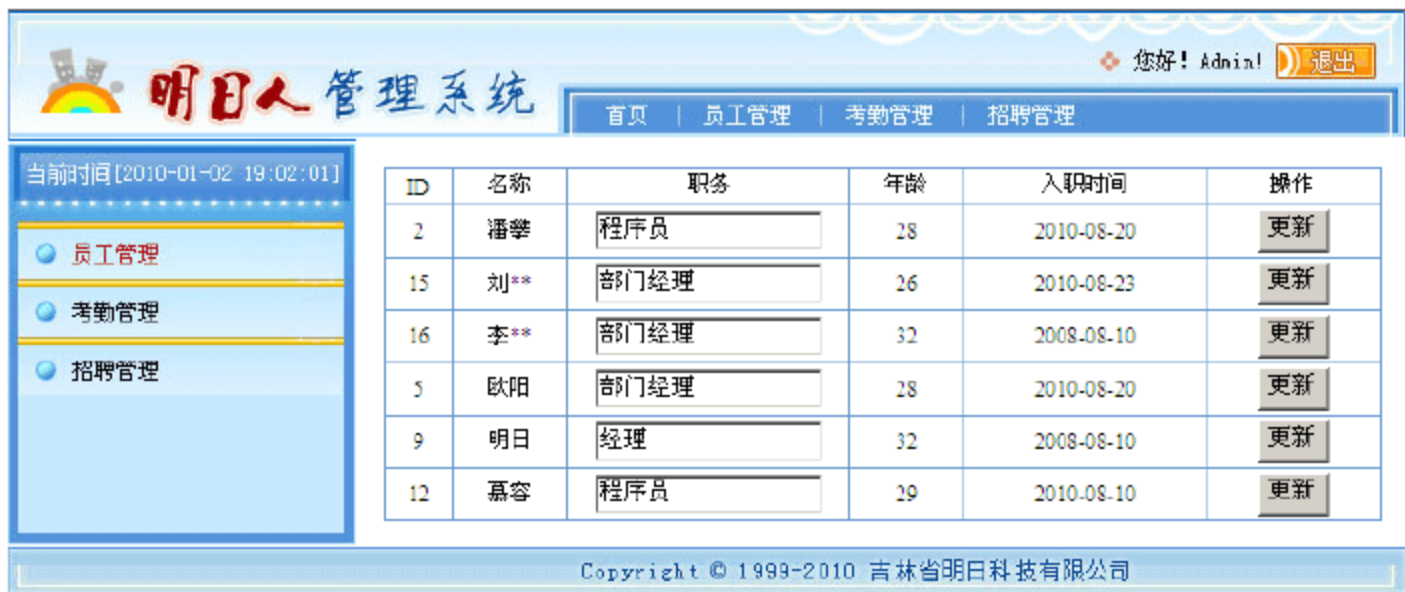 您好! Admin! 退出
明日人管理系统
首页 | 员工管理 | 考勤管理 | 招聘管理
当前时间[2010-01-02 19:02:01]
员工管理
考勤管理
招聘管理
ID 名称 职务 年龄 入职时间 操作
2 潘攀 程序员 28 2010-08-20 更新
15 刘** 部门经理 26 2010-08-23 更新
16 李** 部门经理 32 2008-08-10 更新
5 欧阳 部门经理 28 2010-08-20 更新
9 明日 经理 32 2008-08-10 更新
12 慕容 程序员 29 2010-08-10 更新
Copyright © 1999-2010 吉林省明日科技有限公司